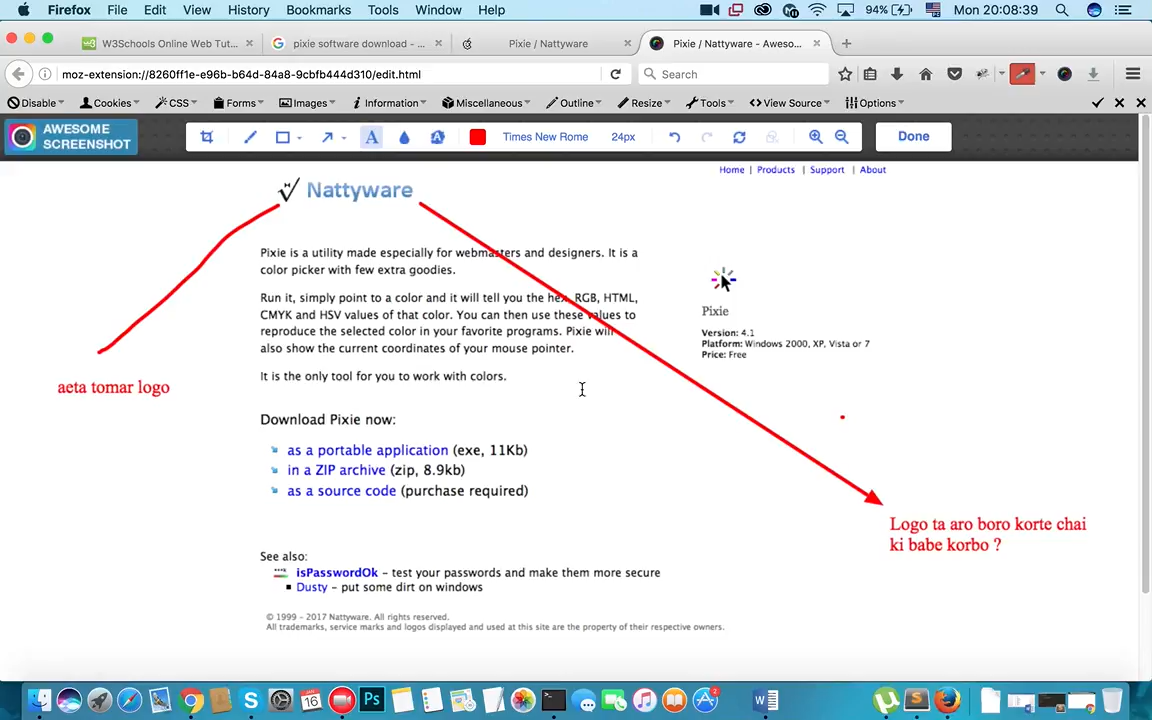 Firefox File Edit View History Bookmarks Tools Window Help 94% Mon 20:08:39
W3Schools Online Web Tut... pixie software download - ... Pixie / Nattyware Pixie / Nattyware - Aweso...
moz-extension://8260ff1e-e96b-b64d-84a8-9cbfb444d310/edit.html Search
Disable Cookies CSS Forms Images Information Miscellaneous Outline Resize Tools View Source Options
AWESOME
SCREENSHOT
A Times New Rome 24px Done
Home | Products | Support | About
Nattyware
Pixie is a utility made especially for webmasters and designers. It is a
color picker with few extra goodies.
Run it, simply point to a color and it will tell you the hex, RGB, HTML,
CMYK and HSV values of that color. You can then use these values to
reproduce the selected color in your favorite programs. Pixie will
also show the current coordinates of your mouse pointer.
It is the only tool for you to work with colors.
Pixie
Version: 4.1
Platform: Windows 2000, XP, Vista or 7
Price: Free
aeta tomar logo
Download Pixie now:
as a portable application (exe, 11Kb)
in a ZIP archive (zip, 8.9kb)
as a source code (purchase required)
Logo ta aro boro korte chai
ki babe korbo ?
See also:
isPasswordOk – test your passwords and make them more secure
Dusty – put some dirt on windows
© 1999 - 2017 Nattyware. All rights reserved.
All trademarks, service marks and logos displayed and used at this site are the property of their respective owners.